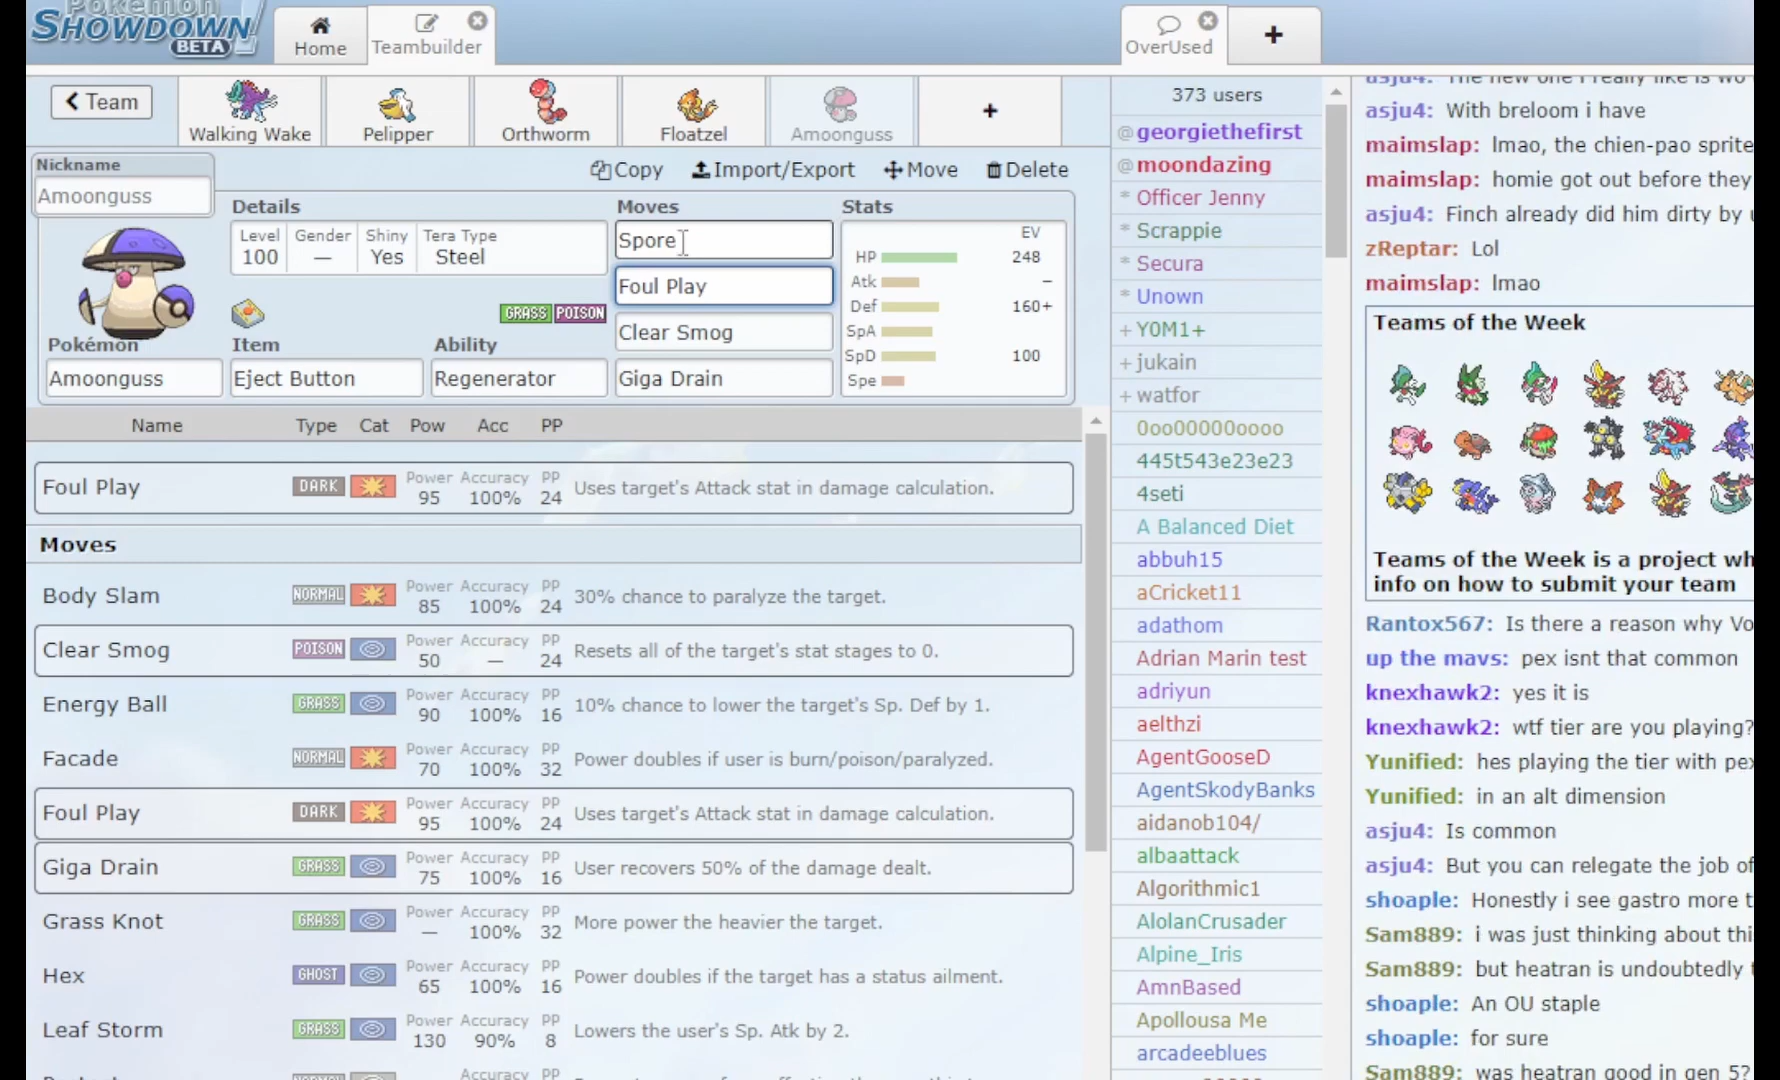 Pokémon
SHOWDOWN
BETA
Home
Teambuilder
OverUsed
+
Team
Walking Wake
Pelipper
Orthworm
Floatzel
Amoonguss
+
Nickname
Amoonguss
Copy
Import/Export
Move
Delete
Details
Moves
Stats
Level
100
Gender
—
Shiny
Yes
Tera Type
Steel
GRASS POISON
Pokémon
Amoonguss
Item
Eject Button
Ability
Regenerator
Spore
Foul Play
Clear Smog
Giga Drain
EV
HP 248
Atk –
Def 160+
SpA
SpD 100
Spe
Name Type Cat Pow Acc PP
Foul Play DARK Power 95 Accuracy 100% PP 24 Uses target's Attack stat in damage calculation.
Moves
Body Slam NORMAL Power 85 Accuracy 100% PP 24 30% chance to paralyze the target.
Clear Smog POISON Power 50 Accuracy — PP 24 Resets all of the target's stat stages to 0.
Energy Ball GRASS Power 90 Accuracy 100% PP 16 10% chance to lower the target's Sp. Def by 1.
Facade NORMAL Power 70 Accuracy 100% PP 32 Power doubles if user is burn/poison/paralyzed.
Foul Play DARK Power 95 Accuracy 100% PP 24 Uses target's Attack stat in damage calculation.
Giga Drain GRASS Power 75 Accuracy 100% PP 16 User recovers 50% of the damage dealt.
Grass Knot GRASS Power — Accuracy 100% PP 32 More power the heavier the target.
Hex GHOST Power 65 Accuracy 100% PP 16 Power doubles if the target has a status ailment.
Leaf Storm GRASS Power 130 Accuracy 90% PP 8 Lowers the user's Sp. Atk by 2.
373 users
@georgiethefirst
@moondazing
* Officer Jenny
* Scrappie
* Secura
* Unown
+Y0M1+
+jukain
+watfor
0oo00000oooo
445t543e23e23
4seti
A Balanced Diet
abbuh15
aCricket11
adathom
Adrian Marin test
adriyun
aelthzi
AgentGooseD
AgentSkodyBanks
aidanob104/
albaattack
Algorithmic1
AlolanCrusader
Alpine_Iris
AmnBased
Apollousa Me
arcadeeblues
asju4: The new one I really like is wo
asju4: With breloom i have
maimslap: lmao, the chien-pao sprite
maimslap: homie got out before they
asju4: Finch already did him dirty by
zReptar: Lol
maimslap: lmao
Teams of the Week
Teams of the Week is a project wh
info on how to submit your team
Rantox567: Is there a reason why Vo
up the mavs: pex isnt that common
knexhawk2: yes it is
knexhawk2: wtf tier are you playing?
Yunified: hes playing the tier with pex
Yunified: in an alt dimension
asju4: Is common
asju4: But you can relegate the job of
shoaple: Honestly i see gastro more t
Sam889: i was just thinking about thi
Sam889: but heatran is undoubtedly
shoaple: An OU staple
shoaple: for sure
Sam889: was heatran good in gen 5?